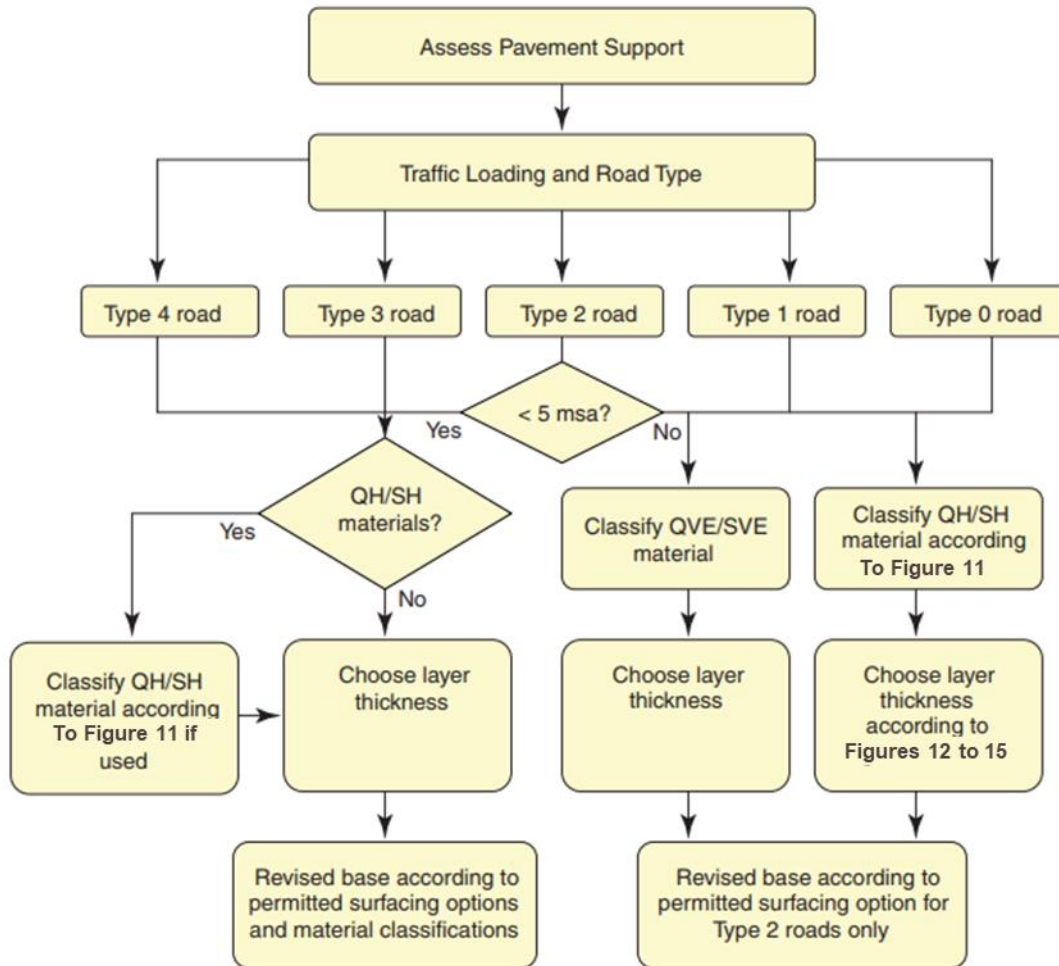 Assess Pavement Support
Traffic Loading and Road Type
Type 4 road
Type 3 road
Type 2 road
Type 1 road
Type 0 road
< 5 msa?
Yes
No
QH/SH
materials?
Yes
No
Classify QVE/SVE
material
Classify QH/SH
material according
To Figure 11
Classify QH/SH
material according
To Figure 11 if
used
Choose layer
thickness
Choose layer
thickness
Choose layer
thickness
according to
Figures 12 to 15
Revised base according to
permitted surfacing options
and material classifications
Revised base according to
permitted surfacing option for
Type 2 roads only